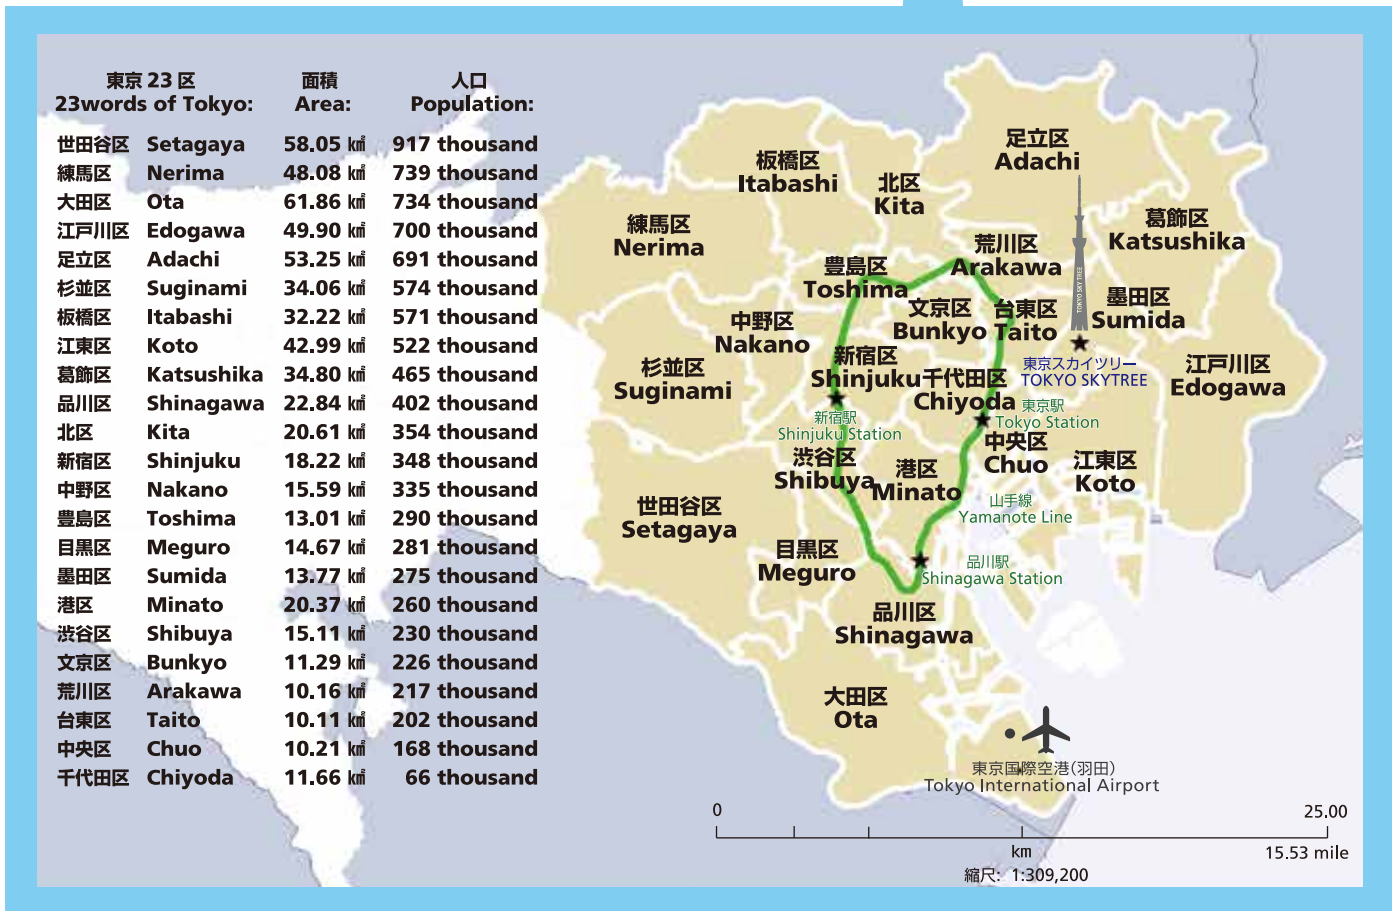 東京 23 区 面積 人口
23words of Tokyo: Area: Population:
世田谷区 Setagaya 58.05 ㎢ 917 thousand
練馬区 Nerima 48.08 ㎢ 739 thousand
大田区 Ota 61.86 ㎢ 734 thousand
江戸川区 Edogawa 49.90 ㎢ 700 thousand
足立区 Adachi 53.25 ㎢ 691 thousand
杉並区 Suginami 34.06 ㎢ 574 thousand
板橋区 Itabashi 32.22 ㎢ 571 thousand
江東区 Koto 42.99 ㎢ 522 thousand
葛飾区 Katsushika 34.80 ㎢ 465 thousand
品川区 Shinagawa 22.84 ㎢ 402 thousand
北区 Kita 20.61 ㎢ 354 thousand
新宿区 Shinjuku 18.22 ㎢ 348 thousand
中野区 Nakano 15.59 ㎢ 335 thousand
豊島区 Toshima 13.01 ㎢ 290 thousand
目黒区 Meguro 14.67 ㎢ 281 thousand
墨田区 Sumida 13.77 ㎢ 275 thousand
港区 Minato 20.37 ㎢ 260 thousand
渋谷区 Shibuya 15.11 ㎢ 230 thousand
文京区 Bunkyo 11.29 ㎢ 226 thousand
荒川区 Arakawa 10.16 ㎢ 217 thousand
台東区 Taito 10.11 ㎢ 202 thousand
中央区 Chuo 10.21 ㎢ 168 thousand
千代田区 Chiyoda 11.66 ㎢ 66 thousand
足立区
Adachi
板橋区
Itabashi
北区
Kita
葛飾区
Katsushika
練馬区
Nerima
荒川区
Arakawa
豊島区
Toshima
TOKYO SKY TREE
墨田区
Sumida
文京区
Bunkyo
台東区
Taito
中野区
Nakano
新宿区
Shinjuku
千代田区
Chiyoda
東京スカイツリー
TOKYO SKYTREE
江戸川区
Edogawa
杉並区
Suginami
新宿駅
Shinjuku Station
東京駅
Tokyo Station
中央区
Chuo
渋谷区
Shibuya
港区
Minato
江東区
Koto
世田谷区
Setagaya
山手線
Yamanote Line
目黒区
Meguro
品川駅
Shinagawa Station
品川区
Shinagawa
大田区
Ota
東京国際空港(羽田)
Tokyo International Airport
0 25.00
km 15.53 mile
縮尺: 1:309,200